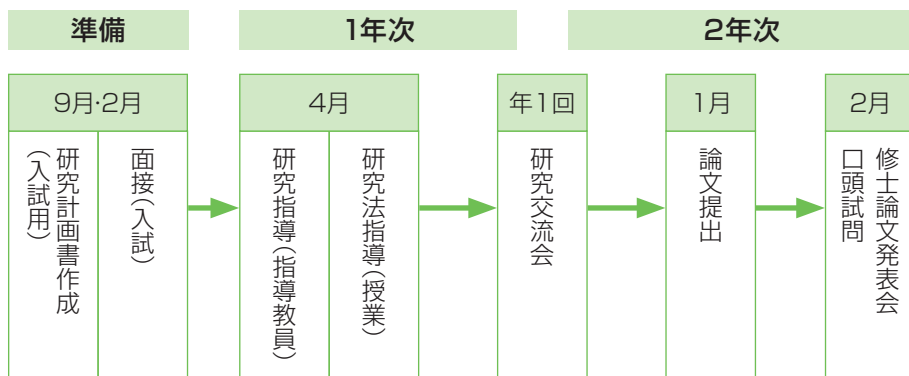 準備
1年次
2年次
9月·2月
研究計画書作成
(入試用)
面接(入試)
4月
研究指導(指導教員)
研究法指導(授業)
年1回
研究交流会
1月
論文提出
2月
修士論文発表会
口頭試問